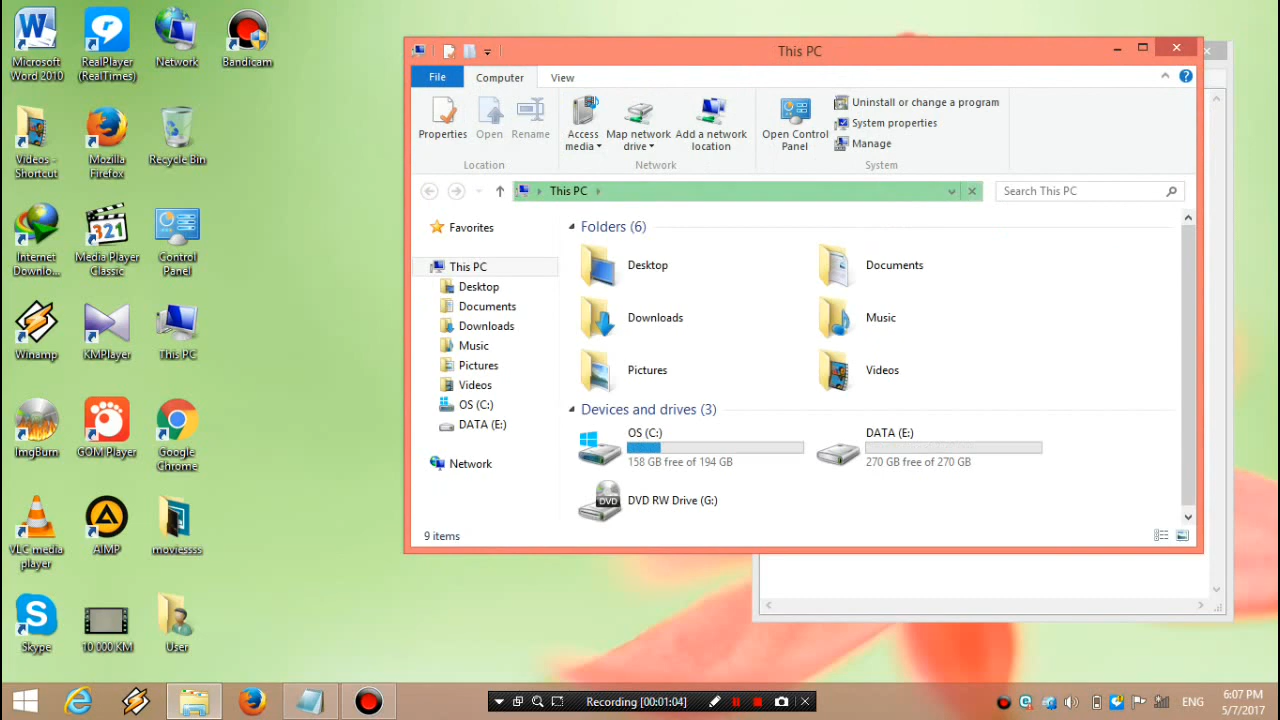 Microsoft
Word 2010
RealPlayer
(RealTimes)
Network
Bandicam
Videos -
Shortcut
Mozilla
Firefox
Recycle Bin
Internet
Downlo...
Media Player
Classic
Control
Panel
Winamp
KMPlayer
This PC
ImgBurn
GOM Player
Google
Chrome
VLC media
player
AIMP
moviessss
Skype
10 000 KM
User
This PC
File
Computer
View
Properties
Open
Rename
Location
Access
media
Map network
drive
Add a network
location
Network
Open Control
Panel
Uninstall or change a program
System properties
Manage
System
This PC
Search This PC
Favorites
This PC
Desktop
Documents
Downloads
Music
Pictures
Videos
OS (C:)
DATA (E:)
Network
Folders (6)
Desktop
Documents
Downloads
Music
Pictures
Videos
Devices and drives (3)
OS (C:)
158 GB free of 194 GB
DATA (E:)
270 GB free of 270 GB
DVD
DVD RW Drive (G:)
9 items
Recording [00:01:04]
ENG
6:07 PM
5/7/2017